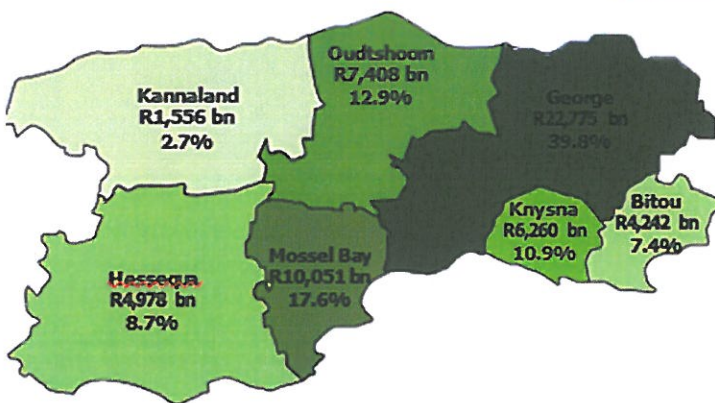 Oudtshoorn
R7,408 bn
12.9%
Kannaland
R1,556 bn
2.7%
George
R22,775 bn
39.8%
Bitou
R4,242 bn
7.4%
Knysna
R6,260 bn
10.9%
Mossel Bay
R10,051 bn
17.6%
Hessequa
R4,978 bn
8.7%